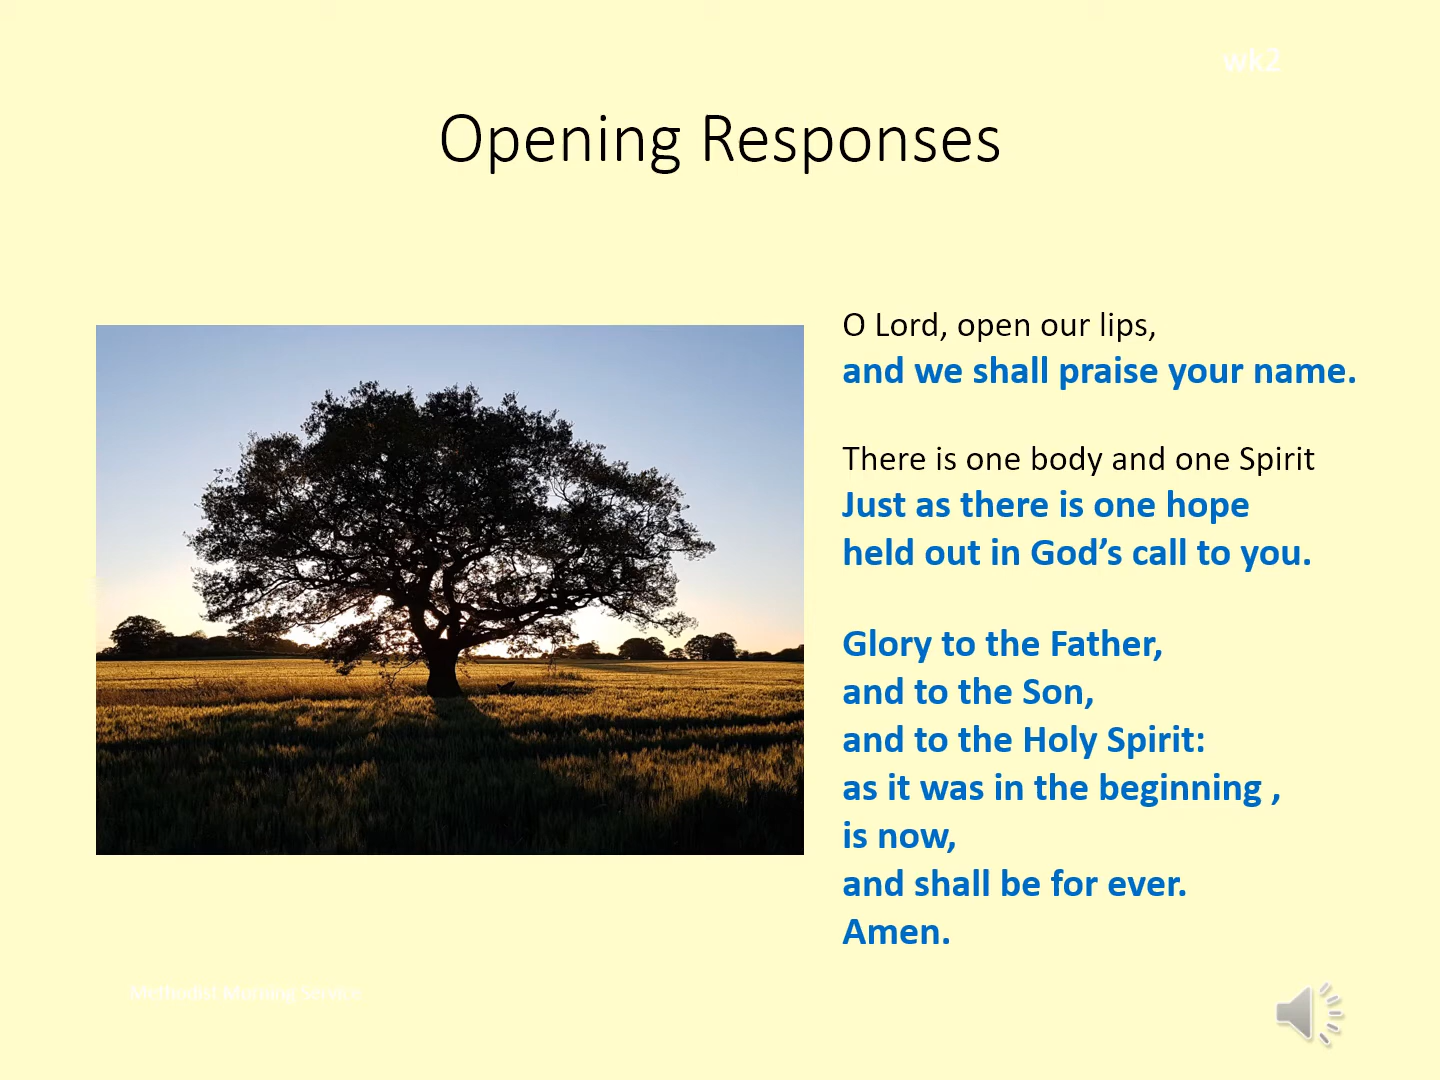 wk2
Opening Responses
O Lord, open our lips,
and we shall praise your name.
There is one body and one Spirit
Just as there is one hope
held out in God’s call to you.
Glory to the Father,
and to the Son,
and to the Holy Spirit:
as it was in the beginning ,
is now,
and shall be for ever.
Amen.
Methodist Morning Service